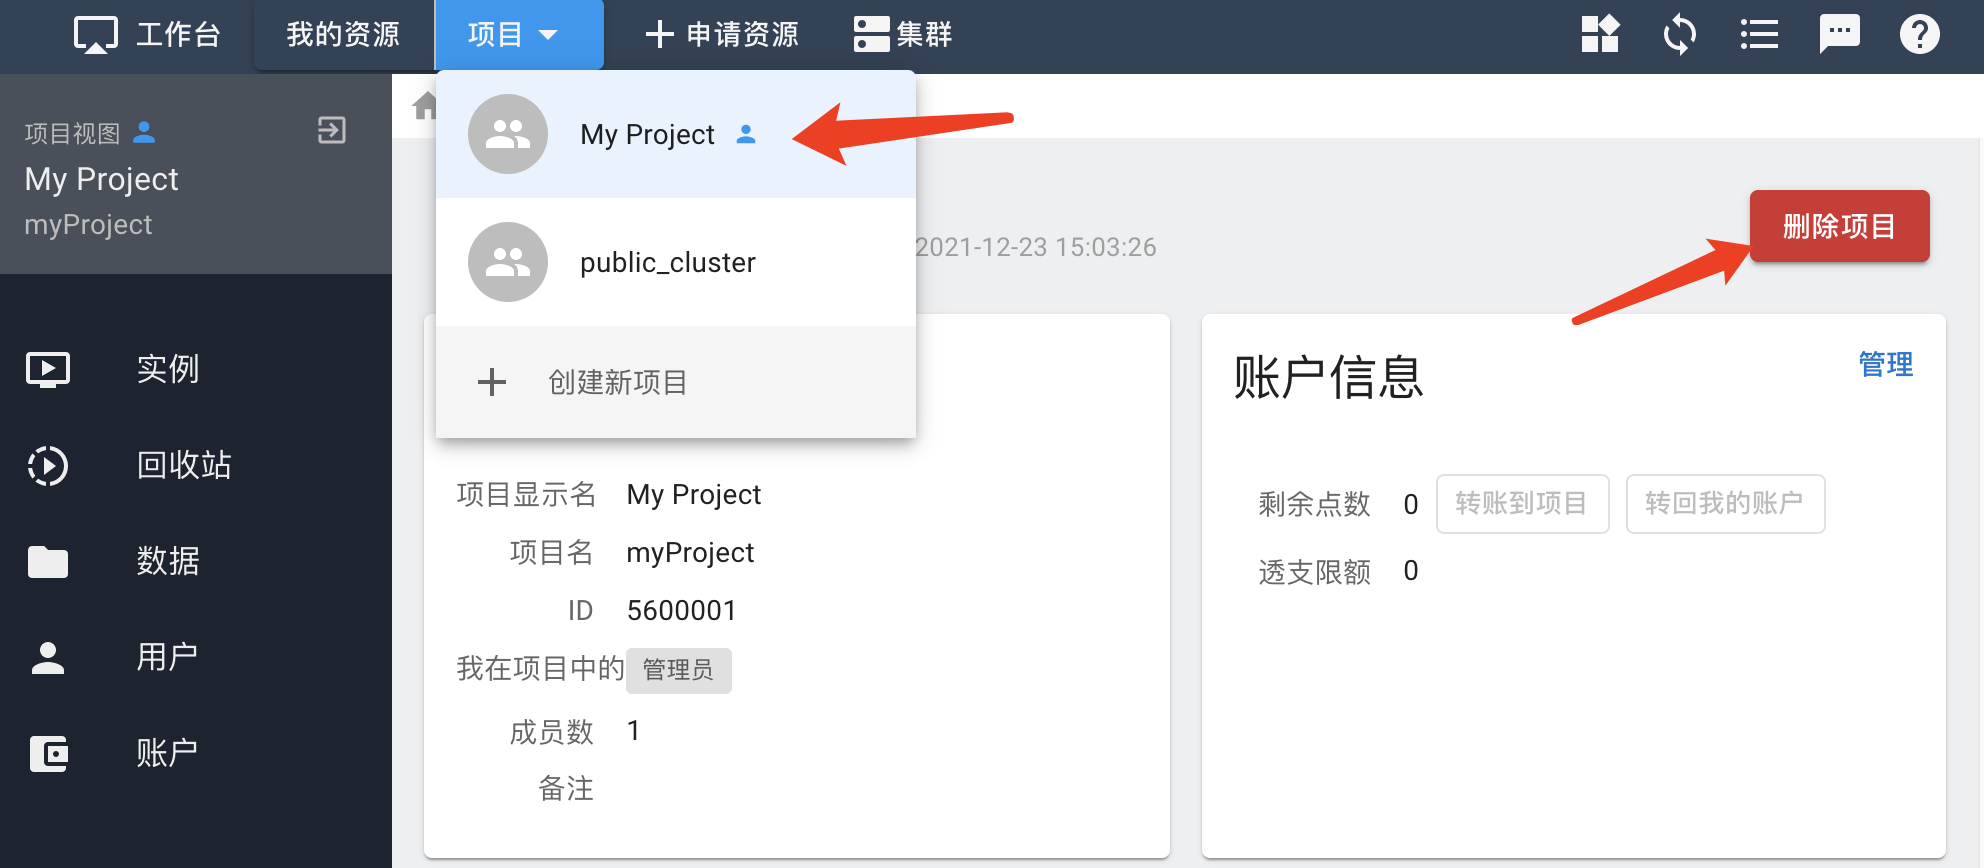 工作台
我的资源
项目
申请资源
集群
项目视图
My Project
myProject
My Project
public_cluster
创建新项目
2021-12-23 15:03:26
删除项目
实例
回收站
数据
用户
账户
项目显示名 My Project
项目名 myProject
ID 5600001
我在项目中的 管理员
成员数 1
备注
账户信息
管理
剩余点数 0 转账到项目 转回我的账户
透支限额 0